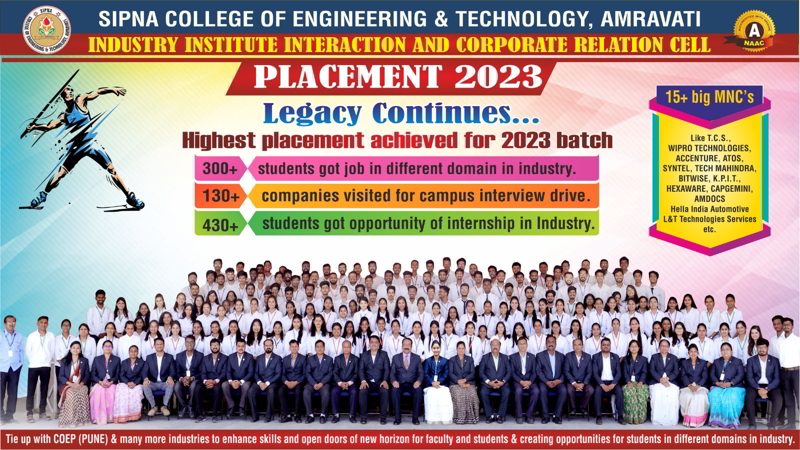 SIPNA COLLEGE OF ENGINEERING & TECHNOLOGY, AMRAVATI
INDUSTRY INSTITUTE INTERACTION AND CORPORATE RELATION CELL
A
NAAC
PLACEMENT 2023
Legacy Continues...
Highest placement achieved for 2023 batch
300+ students got job in different domain in industry.
130+ companies visited for campus interview drive.
430+ students got opportunity of internship in Industry.
15+ big MNC's
Like T.C.S.,
WIPRO TECHNOLOGIES,
ACCENTURE, ATOS,
SYNTEL, TECH MAHINDRA,
BITWISE, K.P.I.T.,
HEXAWARE, CAPGEMINI,
AMDOCS
Hella India Automotive
L&T Technologies Services
etc.
Tie up with COEP (PUNE) & many more industries to enhance skills and open doors of new horizon for faculty and students & creating opportunities for students in different domains in industry.